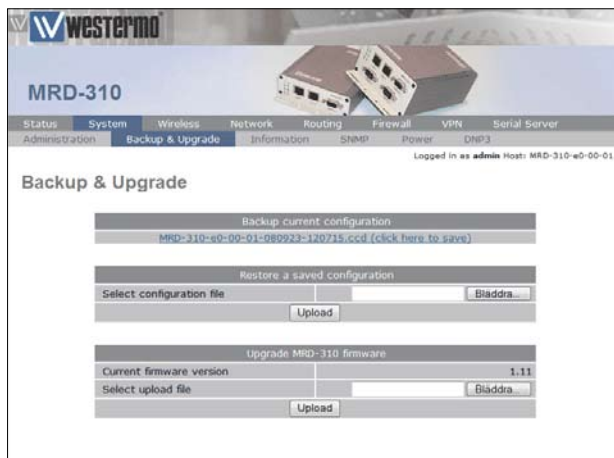 westermo
MRD-310
Status System Wireless Network Routing Firewall VPN Serial Server
Administration Backup & Upgrade Information SNMP Power DNP3
Logged in as admin Host: MRD-310-e0-00-01
Backup & Upgrade
Backup current configuration
MRD-310-e0-00-01-080923-120715.ccd (click here to save)
Restore a saved configuration
Select configuration file Bläddra...
Upload
Upgrade MRD-310 firmware
Current firmware version 1.11
Select upload file Bläddra...
Upload